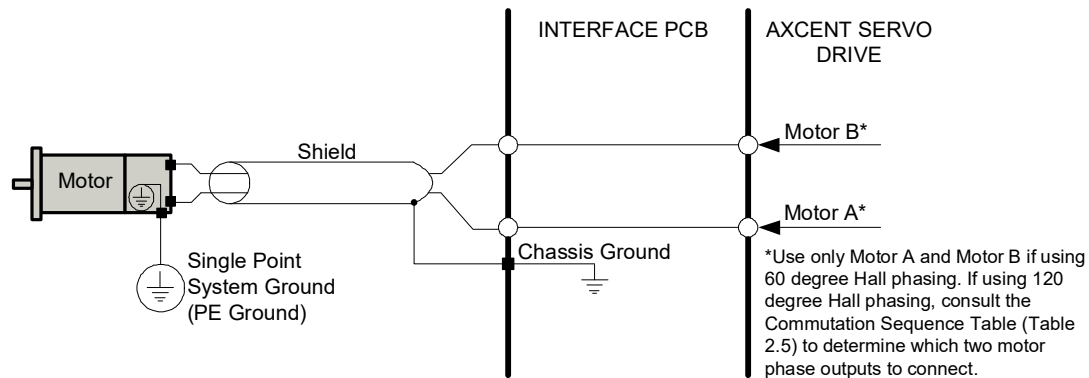 INTERFACE PCB
AXCENT SERVO
DRIVE
Motor B*
Shield
Motor
Motor A*
Chassis Ground
Single Point
System Ground
(PE Ground)
*Use only Motor A and Motor B if using
60 degree Hall phasing. If using 120
degree Hall phasing, consult the
Commutation Sequence Table (Table
2.5) to determine which two motor
phase outputs to connect.